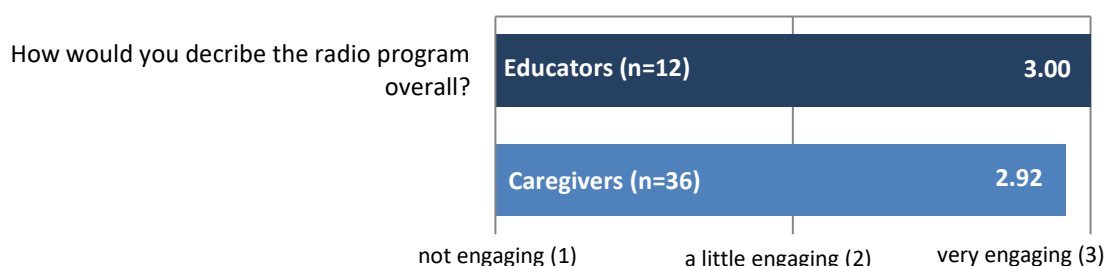 How would you decribe the radio program
overall?
Educators (n=12) 3.00
Caregivers (n=36) 2.92
not engaging (1) a little engaging (2) very engaging (3)